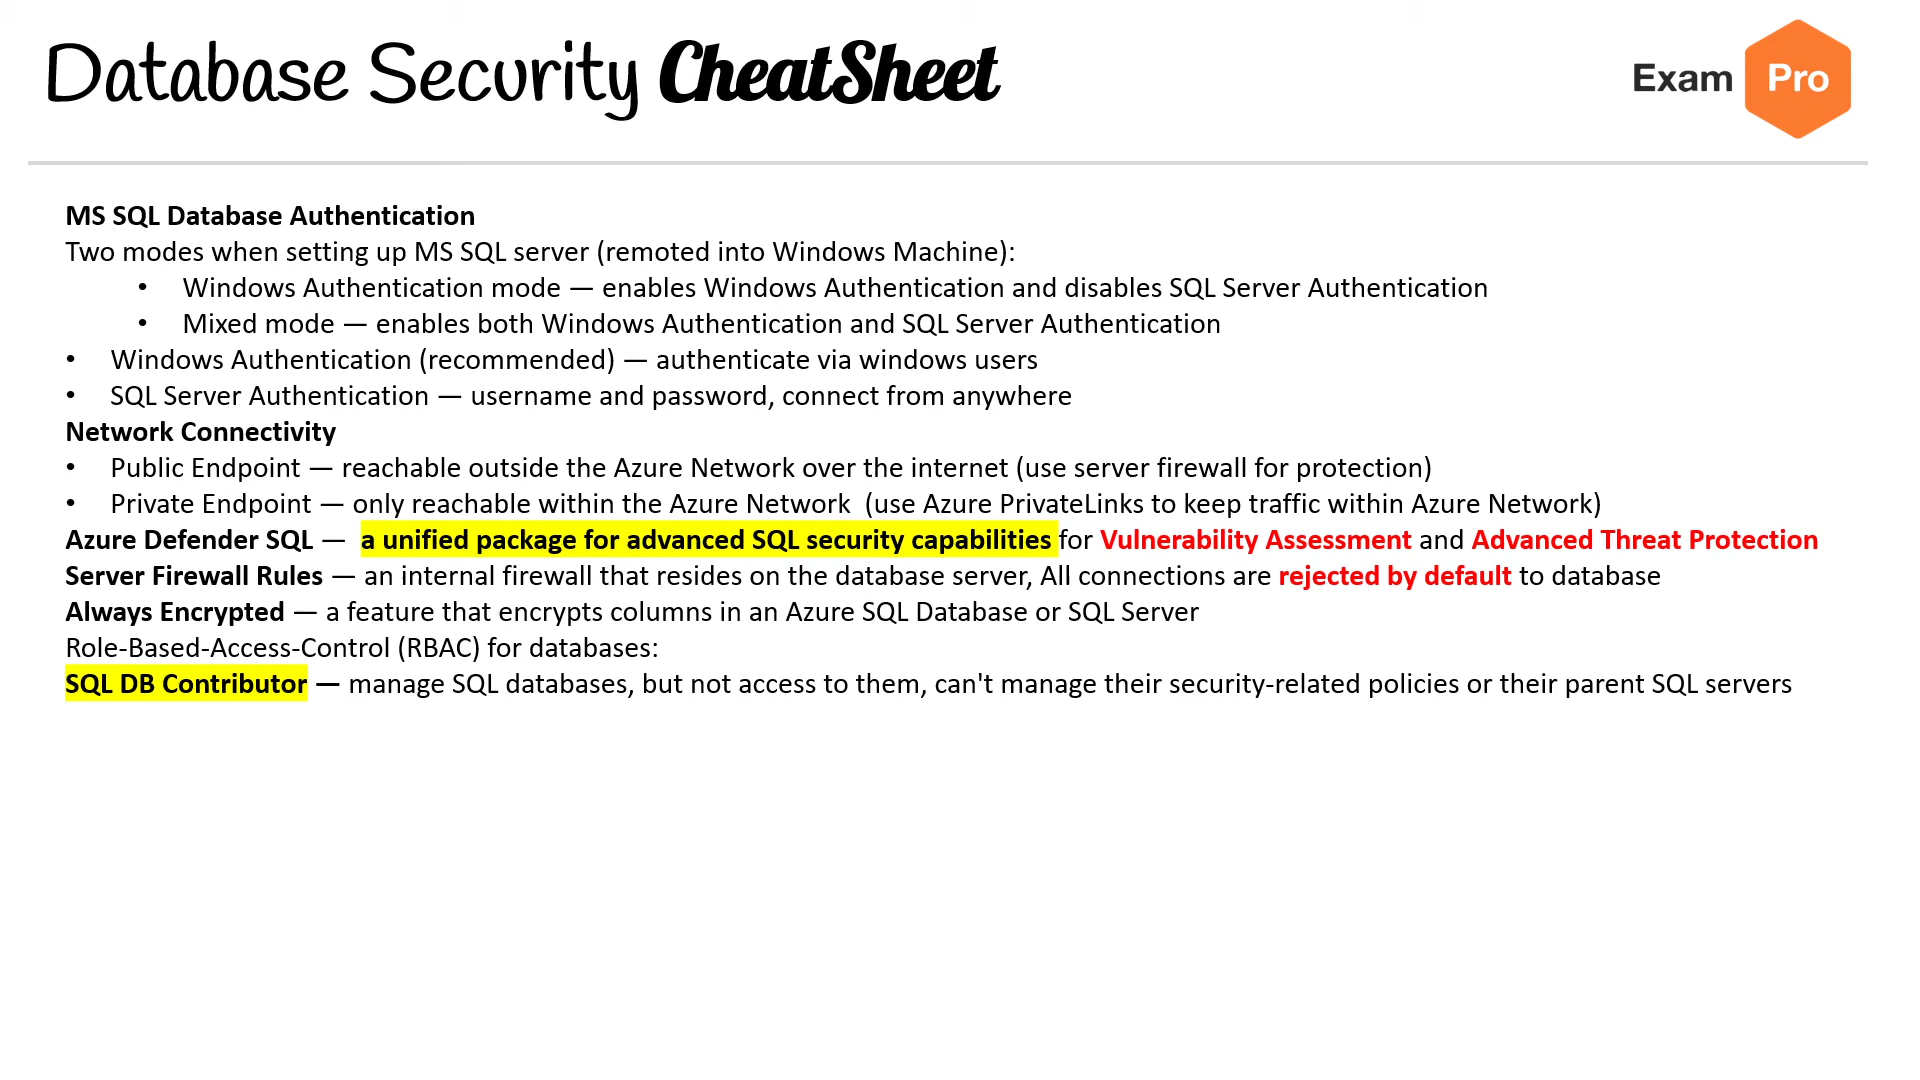 Database Security CheatSheet
Exam Pro
MS SQL Database Authentication
Two modes when setting up MS SQL server (remoted into Windows Machine):
• Windows Authentication mode — enables Windows Authentication and disables SQL Server Authentication
• Mixed mode — enables both Windows Authentication and SQL Server Authentication
• Windows Authentication (recommended) — authenticate via windows users
• SQL Server Authentication — username and password, connect from anywhere
Network Connectivity
• Public Endpoint — reachable outside the Azure Network over the internet (use server firewall for protection)
• Private Endpoint — only reachable within the Azure Network (use Azure PrivateLinks to keep traffic within Azure Network)
Azure Defender SQL — a unified package for advanced SQL security capabilities for Vulnerability Assessment and Advanced Threat Protection
Server Firewall Rules — an internal firewall that resides on the database server, All connections are rejected by default to database
Always Encrypted — a feature that encrypts columns in an Azure SQL Database or SQL Server
Role-Based-Access-Control (RBAC) for databases:
SQL DB Contributor — manage SQL databases, but not access to them, can't manage their security-related policies or their parent SQL servers